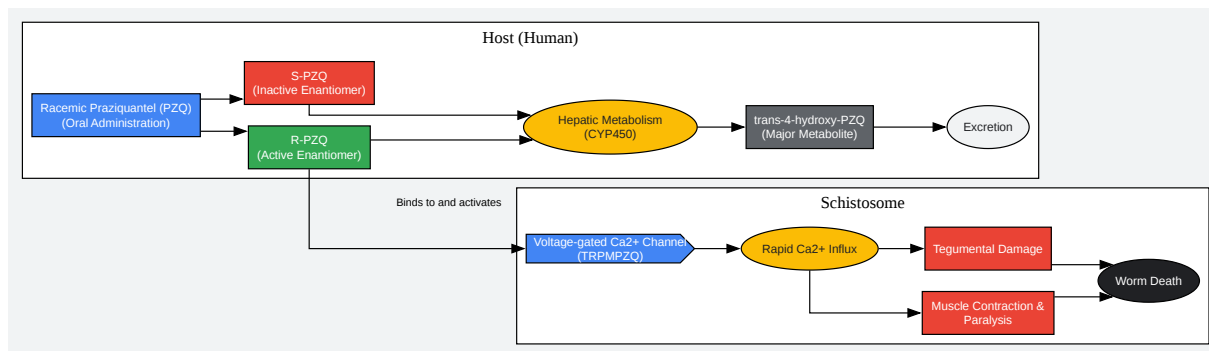 Host (Human)
Racemic Praziquantel (PZQ)
(Oral Administration)
S-PZQ
(Inactive Enantiomer)
R-PZQ
(Active Enantiomer)
Hepatic Metabolism
(CYP450)
trans-4-hydroxy-PZQ
(Major Metabolite)
Excretion
Binds to and activates
Schistosome
Voltage-gated Ca2+ Channel
(TRPMPZQ)
Rapid Ca2+ Influx
Tegumental Damage
Muscle Contraction &
Paralysis
Worm Death